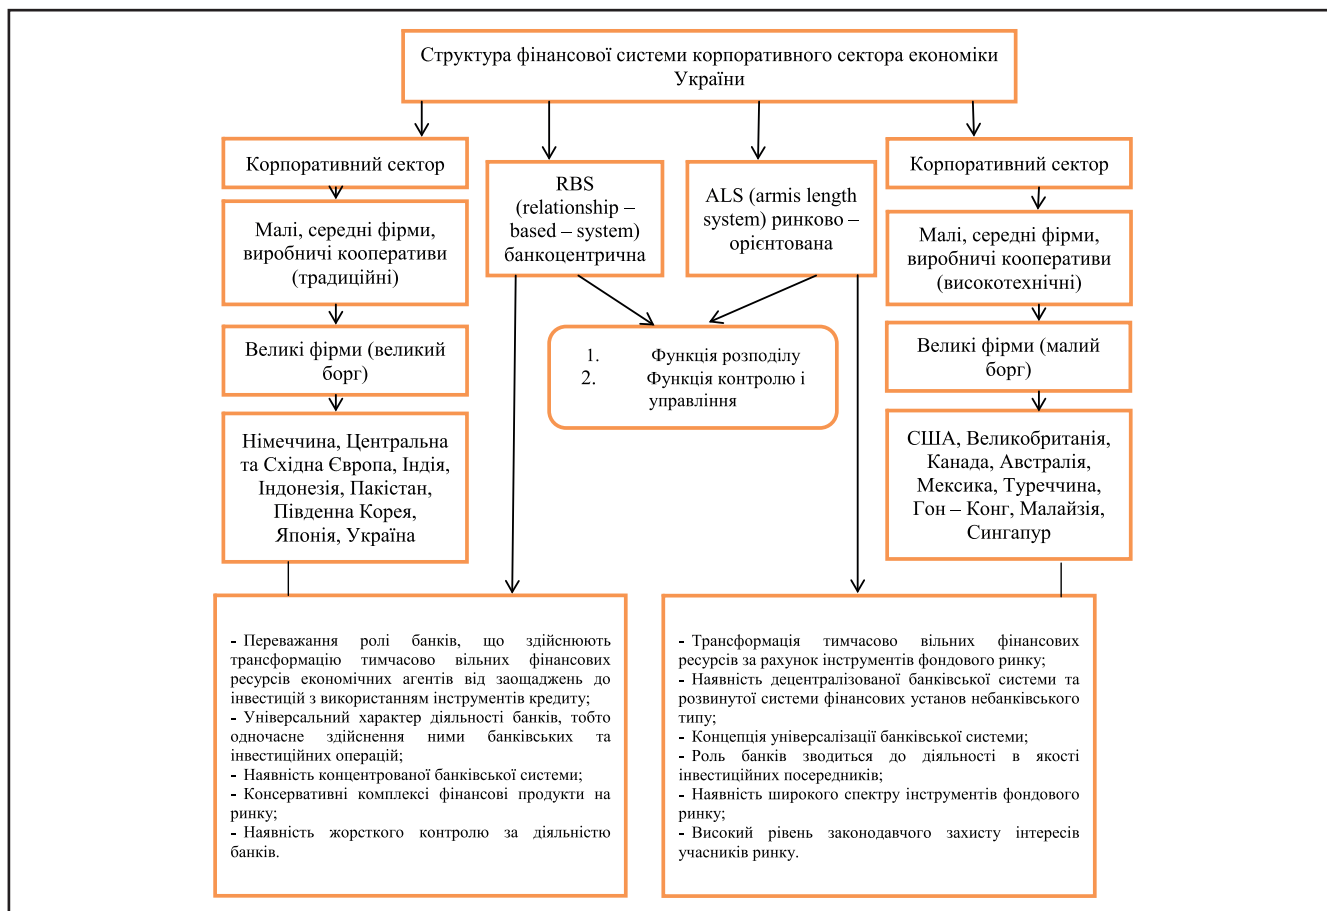 Структура фінансової системи корпоративного сектора економіки
України
Корпоративний сектор
Малі, середні фірми,
виробничі кооперативи
(традиційні)
Великі фірми (великий
борг)
Німеччина, Центральна
та Східна Європа, Індія,
Індонезія, Пакістан,
Південна Корея,
Японія, Україна
RBS
(relationship –
based – system)
банкоцентрична
ALS (armis length
system) ринково –
орієнтована
1. Функція розподілу
2. Функція контролю і
управління
Корпоративний сектор
Малі, середні фірми,
виробничі кооперативи
(високотехнічні)
Великі фірми (малий
борг)
США, Великобританія,
Канада, Австралія,
Мексика, Туреччина,
Гон – Конг, Малайзія,
Сингапур
- Переважання ролі банків, що здійснюють
трансформацію тимчасово вільних фінансових
ресурсів економічних агентів від заощаджень до
інвестицій з використанням інструментів кредиту;
- Універсальний характер діяльності банків, тобто
одночасне здійснення ними банківських та
інвестиційних операцій;
- Наявність концентрованої банківської системи;
- Консервативні комплексі фінансові продукти на
ринку;
- Наявність жорсткого контролю за діяльністю
банків.
- Трансформація тимчасово вільних фінансових
ресурсів за рахунок інструментів фондового ринку;
- Наявність децентралізованої банківської системи та
розвинутої системи фінансових установ небанківського
типу;
- Концепція універсалізації банківської системи;
- Роль банків зводиться до діяльності в якості
інвестиційних посередників;
- Наявність широкого спектру інструментів фондового
ринку;
- Високий рівень законодавчого захисту інтересів
учасників ринку.